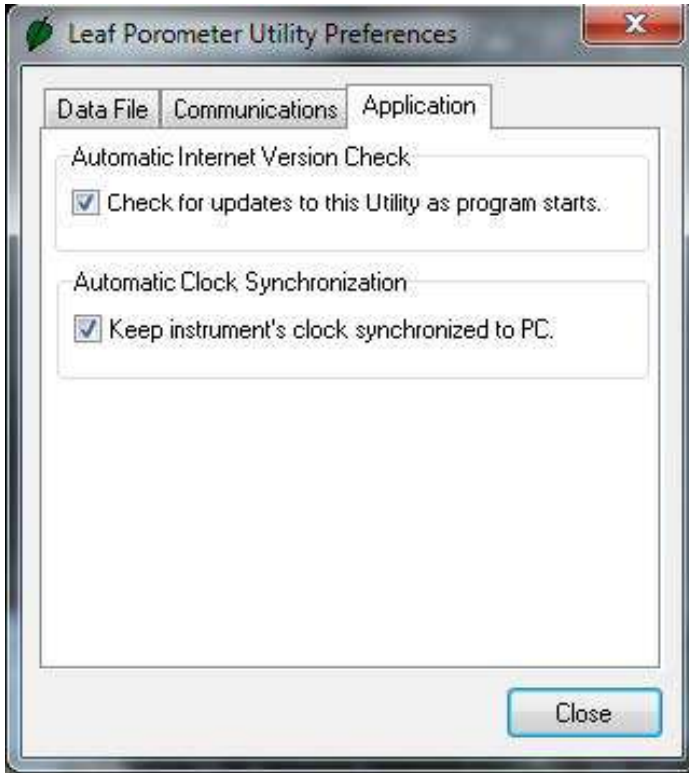 Leaf Porometer Utility Preferences
Data File
Communications
Application
Automatic Internet Version Check
Check for updates to this Utility as program starts.
Automatic Clock Synchronization
Keep instrument's clock synchronized to PC.
Close